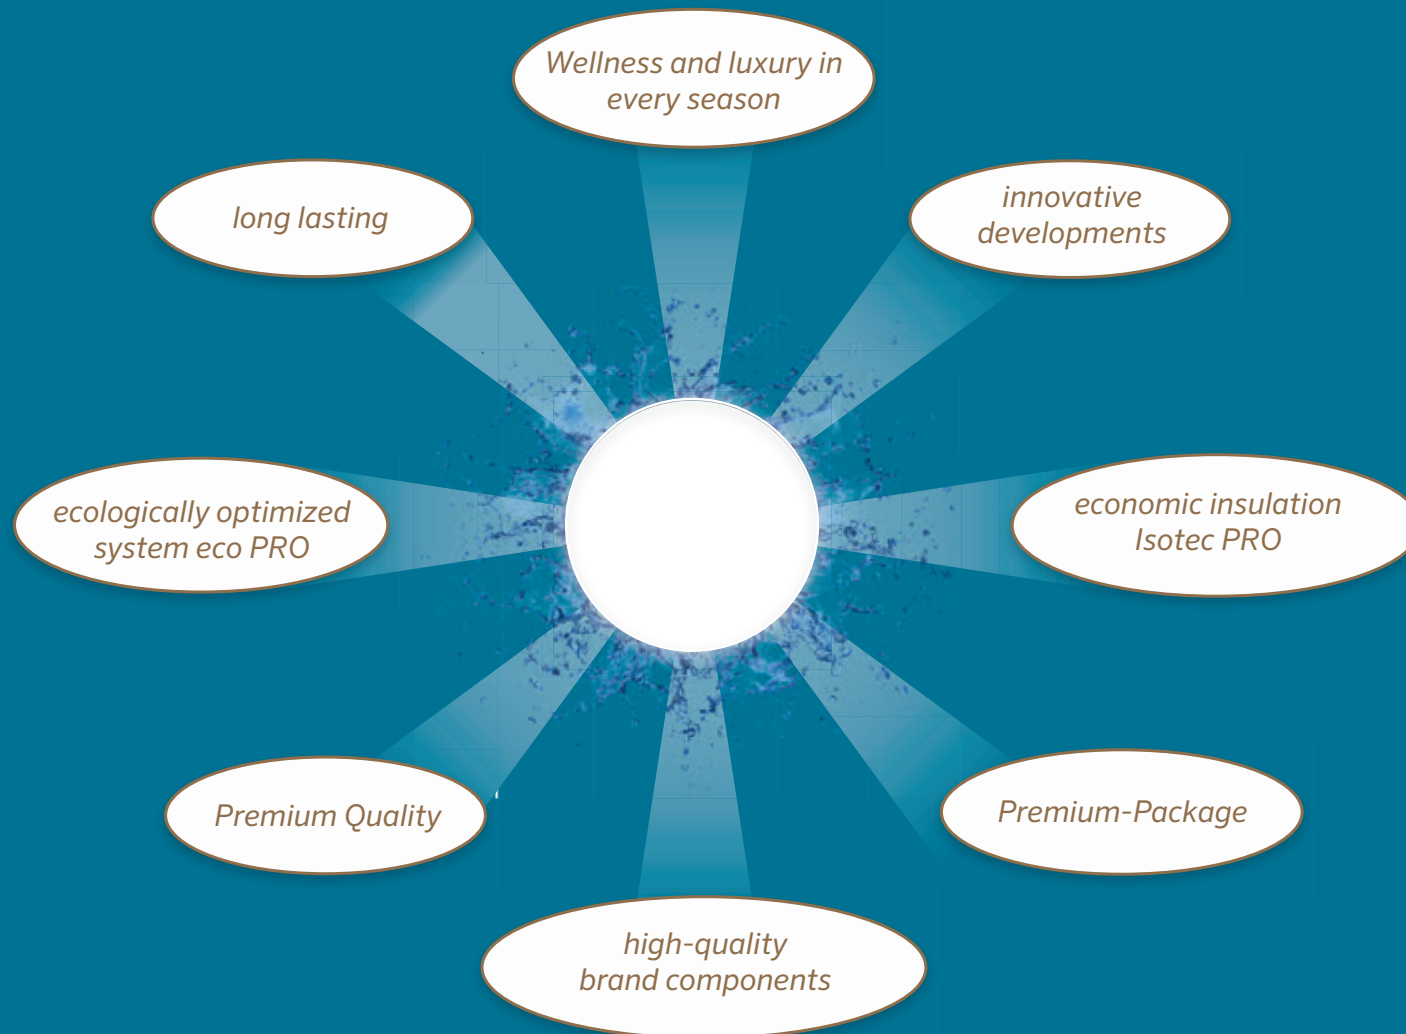 Wellness and luxury in
every season
long lasting
innovative
developments
ecologically optimized
system eco PRO
economic insulation
Isotec PRO
Premium Quality
Premium-Package
high-quality
brand components